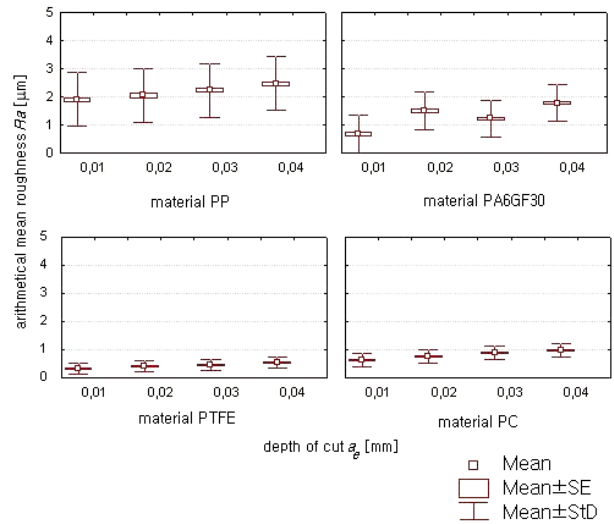 arithmetical mean roughness Ra [μm]
5
4
3
2
1
0
0,01 0,02 0,03 0,04
material PP
0,01 0,02 0,03 0,04
material PA6GF30
5
4
3
2
1
0
0,01 0,02 0,03 0,04
material PTFE
0,01 0,02 0,03 0,04
material PC
depth of cut ae [mm]
Mean
Mean±SE
Mean±StD